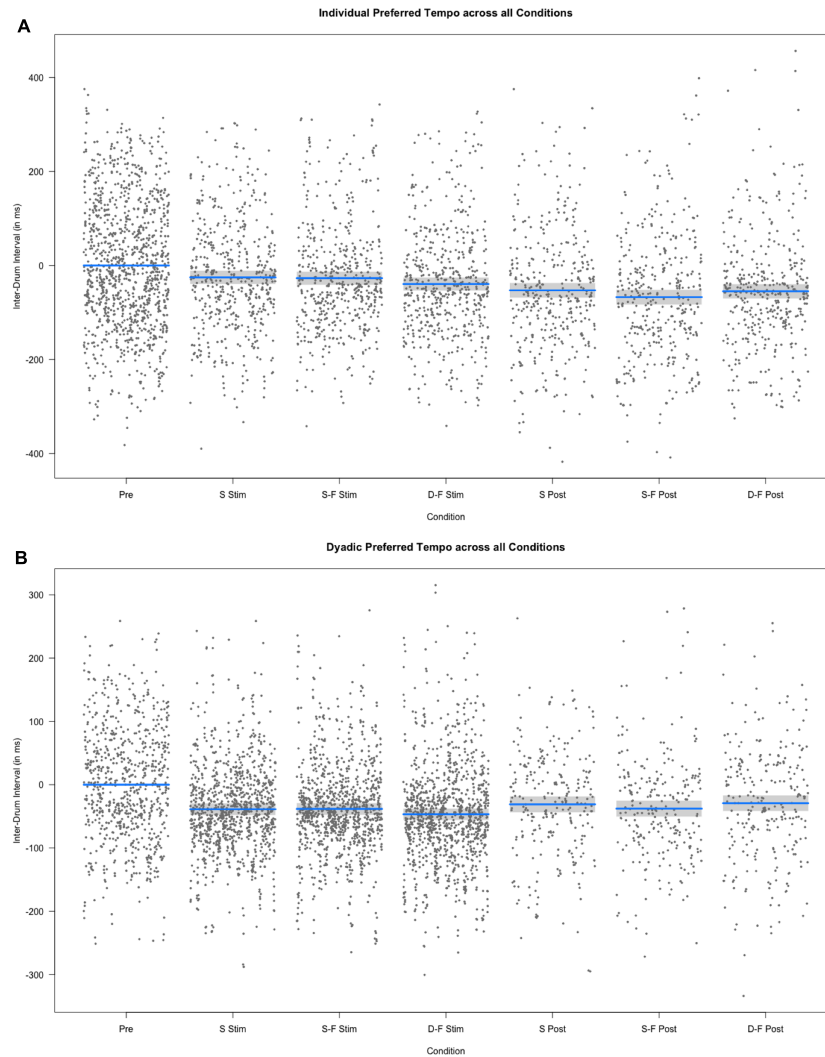 A
Individual Preferred Tempo across all Conditions
Inter-Drum Interval (in ms)
400
200
0
-200
-400
Pre S Stim S-F Stim D-F Stim S Post S-F Post D-F Post
Condition
B
Dyadic Preferred Tempo across all Conditions
Inter-Drum Interval (in ms)
300
200
100
0
-100
-200
-300
Pre S Stim S-F Stim D-F Stim S Post S-F Post D-F Post
Condition